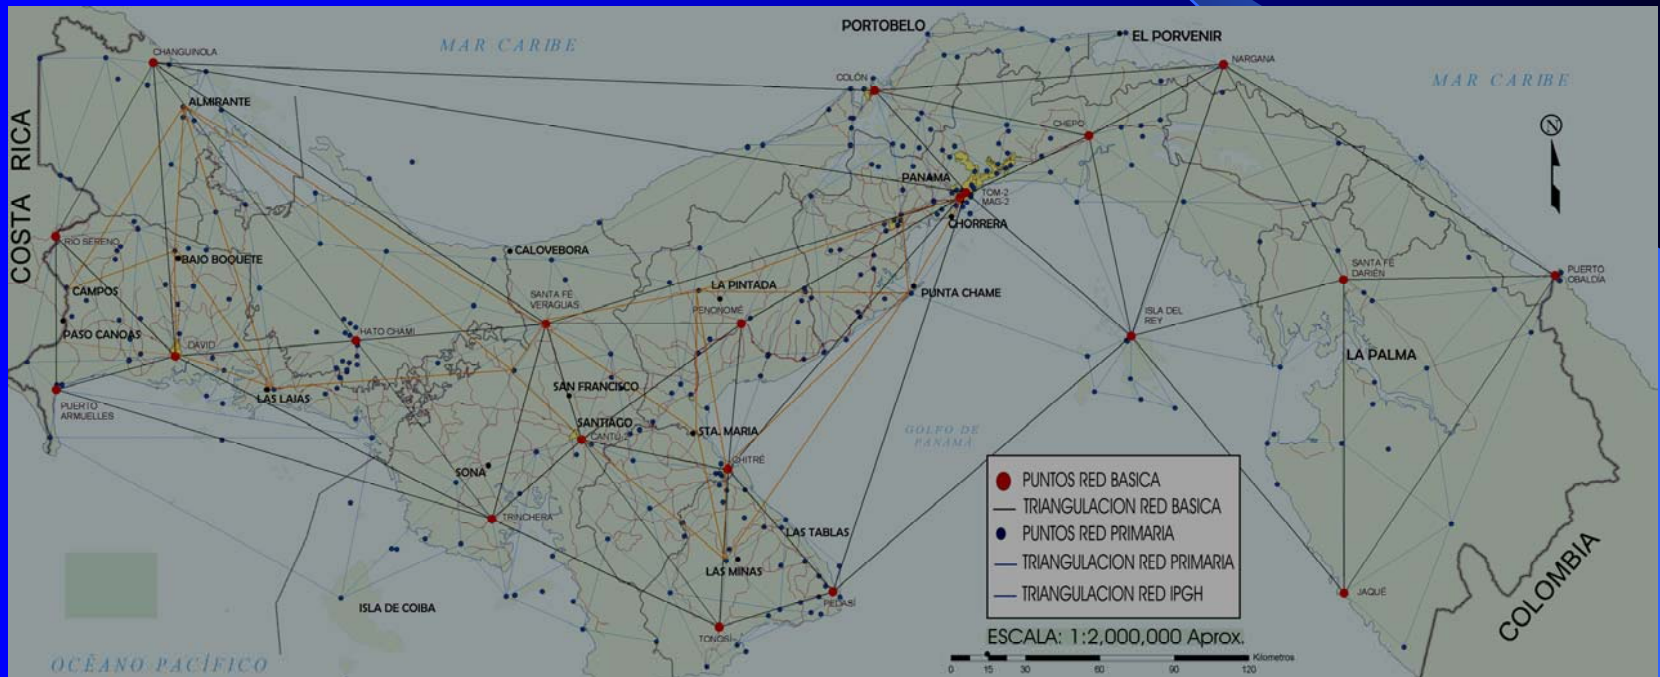 PORTOBELO
EL PORVENIR
MAR CARIBE
CHANGUINOLA
NARGANA
COLÓN
MAR CARIBE
ALMIRANTE
N
CHEPO
COSTA RICA
PANAMA
TOM-2
MAG-2
CHORRERA
RIO SERENO
CALOVEBORA
BAJO BOQUETE
SANTA FÉ
DARIÉN
PUERTO
OBALDÍA
CAMPOS
LA PINTADA
PUNTA CHAME
SANTA FÉ
VERAGUAS
PENONOMÉ
ISLA DEL
REY
PASO CANOAS
HATO CHAMI
DAVID
LA PALMA
LAS LAJAS
SAN FRANCISCO
PUERTO
ARMUELLES
SANTIAGO
CANTÚ-2
STA. MARIA
GOLFO DE
PANAMÁ
CHITRÉ
SONA
TRINCHERA
LAS TABLAS
LAS MINAS
PEDASÍ
ISLA DE COIBA
TONOSÍ
JAQUÉ
COLOMBIA
OCÉANO PACÍFICO
PUNTOS RED BASICA
TRIANGULACION RED BASICA
PUNTOS RED PRIMARIA
TRIANGULACION RED PRIMARIA
TRIANGULACION RED IPGH
ESCALA: 1:2,000,000 Aprox.
Kilometros
0 15 30 60 90 120